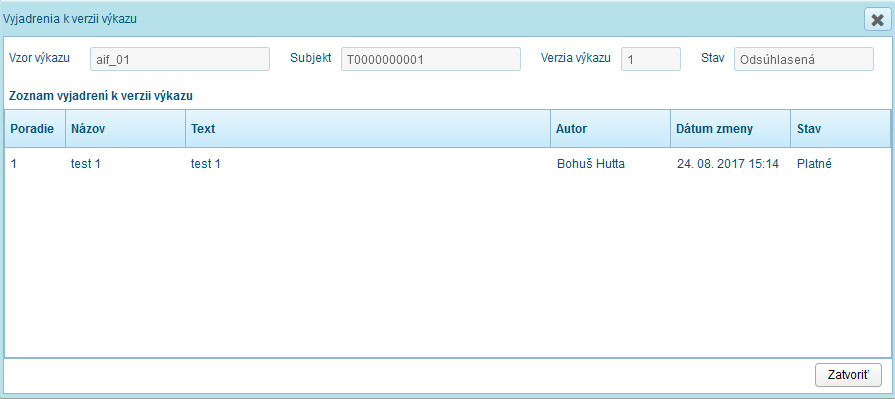 Vyjadrenia k verzii výkazu
Vzor výkazu aif_01 Subjekt T0000000001 Verzia výkazu 1 Stav Odsúhlasená
Zoznam vyjadrení k verzii výkazu
Poradie Názov Text Autor Dátum zmeny Stav
1 test 1 test 1 Bohuš Hutta 24. 08. 2017 15:14 Platné
Zatvoriť